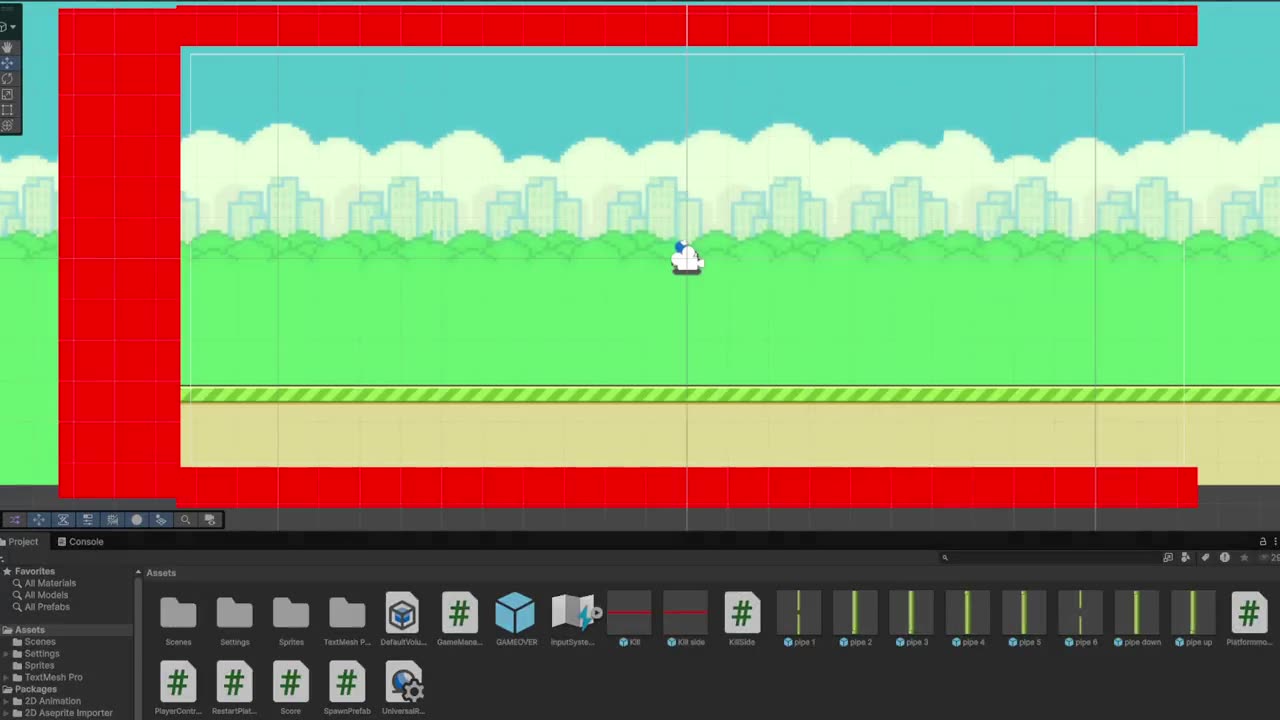 Project
Console
Favorites
All Materials
All Models
All Prefabs
Assets
Scenes
Settings
Sprites
TextMesh Pro
Packages
2D Animation
2D Aseprite Importer
Assets
Scenes
Settings
Sprites
TextMesh P...
DefaultVolu...
GameMana...
GAMEOVER
InputSyste...
Kill
Kill side
KillSide
pipe 1
pipe 2
pipe 3
pipe 4
pipe 5
pipe 6
pipe down
pipe up
Platformmo...
PlayerContr...
RestartPlat...
Score
SpawnPrefab
UniversalR...